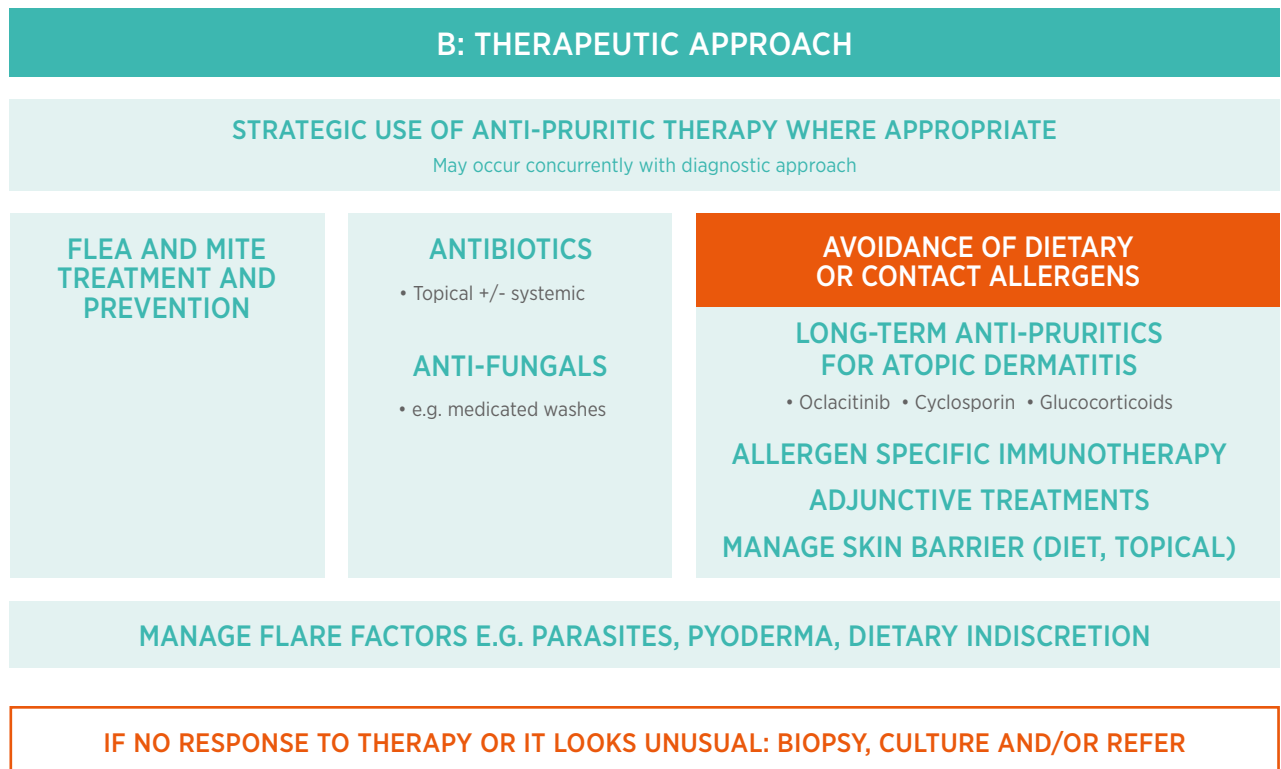 B: THERAPEUTIC APPROACH
STRATEGIC USE OF ANTI-PRURITIC THERAPY WHERE APPROPRIATE
May occur concurrently with diagnostic approach
FLEA AND MITE
TREATMENT AND
PREVENTION
ANTIBIOTICS
• Topical +/- systemic
ANTI-FUNGALS
• e.g. medicated washes
AVOIDANCE OF DIETARY
OR CONTACT ALLERGENS
LONG-TERM ANTI-PRURITICS
FOR ATOPIC DERMATITIS
• Oclacitinib • Cyclosporin • Glucocorticoids
ALLERGEN SPECIFIC IMMUNOTHERAPY
ADJUNCTIVE TREATMENTS
MANAGE SKIN BARRIER (DIET, TOPICAL)
MANAGE FLARE FACTORS E.G. PARASITES, PYODERMA, DIETARY INDISCRETION
IF NO RESPONSE TO THERAPY OR IT LOOKS UNUSUAL: BIOPSY, CULTURE AND/OR REFER